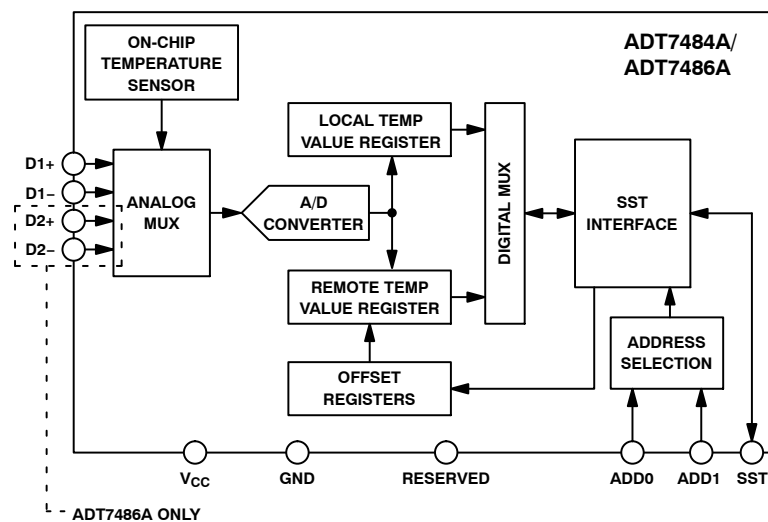 ADT7484A/
ADT7486A
ON-CHIP
TEMPERATURE
SENSOR
LOCAL TEMP
VALUE REGISTER
D1+
D1−
D2+
D2−
ANALOG
MUX
A/D
CONVERTER
DIGITAL MUX
SST
INTERFACE
REMOTE TEMP
VALUE REGISTER
ADDRESS
SELECTION
OFFSET
REGISTERS
VCC
GND
RESERVED
ADD0
ADD1
SST
ADT7486A ONLY